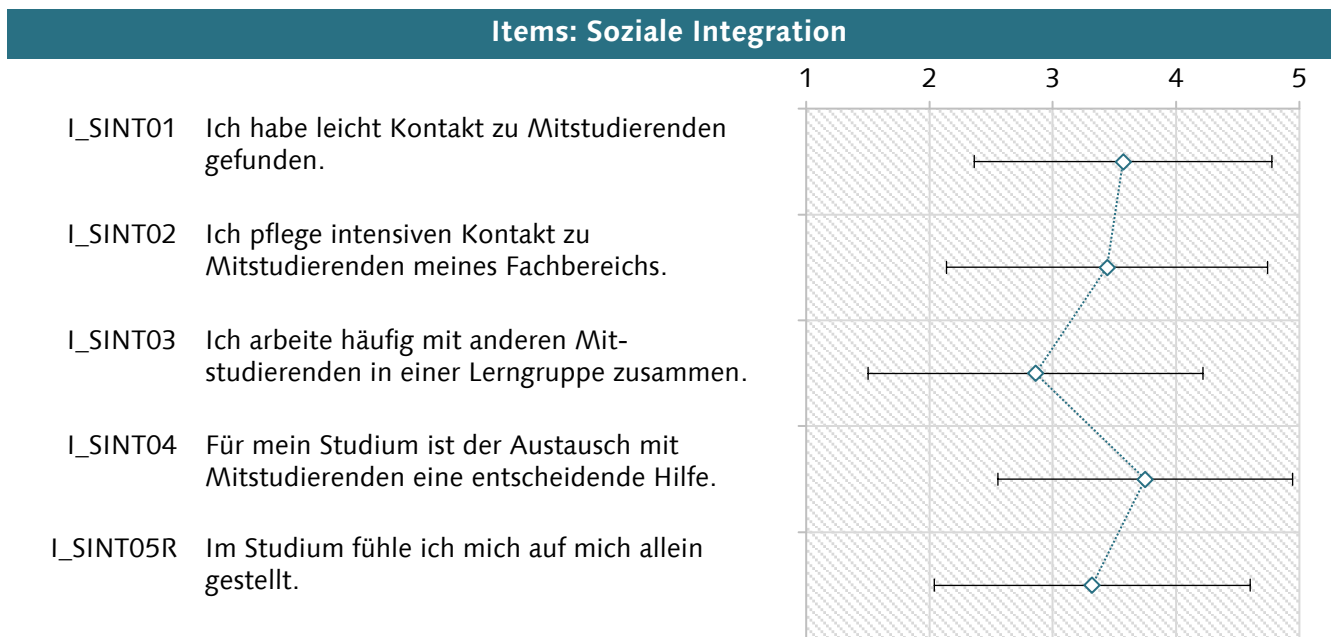 Items: Soziale Integration
1 2 3 4 5
I_SINT01 Ich habe leicht Kontakt zu Mitstudierenden
gefunden.
I_SINT02 Ich pflege intensiven Kontakt zu
Mitstudierenden meines Fachbereichs.
I_SINT03 Ich arbeite häufig mit anderen Mit-
studierenden in einer Lerngruppe zusammen.
I_SINT04 Für mein Studium ist der Austausch mit
Mitstudierenden eine entscheidende Hilfe.
I_SINT05R Im Studium fühle ich mich auf mich allein
gestellt.